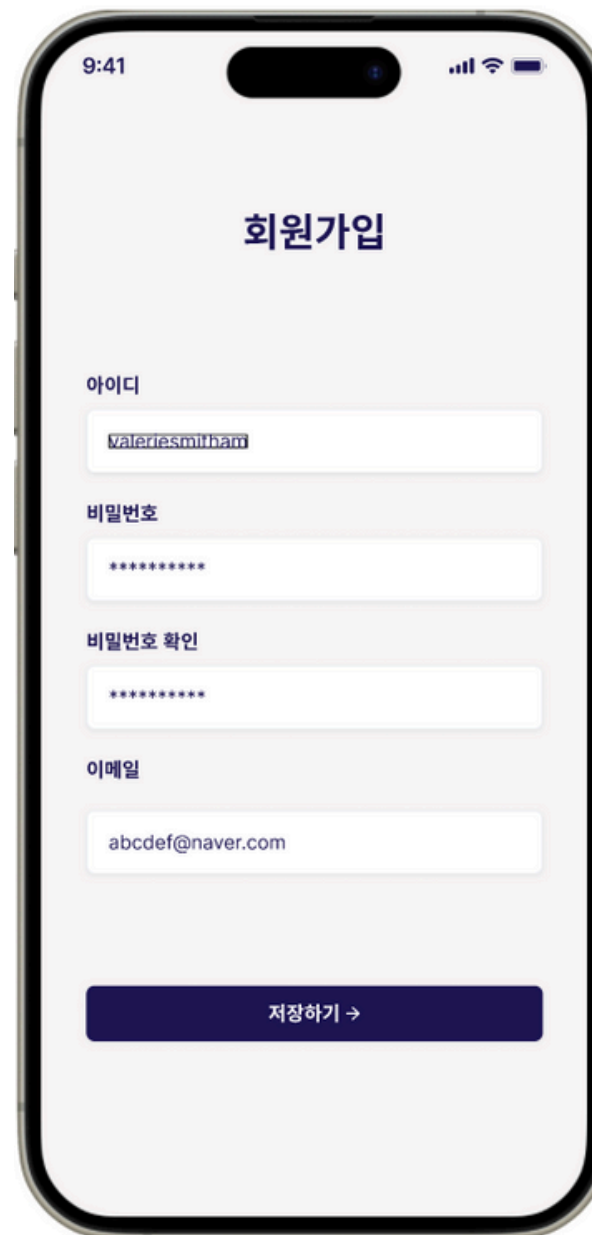 9:41
회원가입
아이디
valeriesmitham
비밀번호
**********
비밀번호 확인
**********
이메일
abcdef@naver.com
저장하기 →